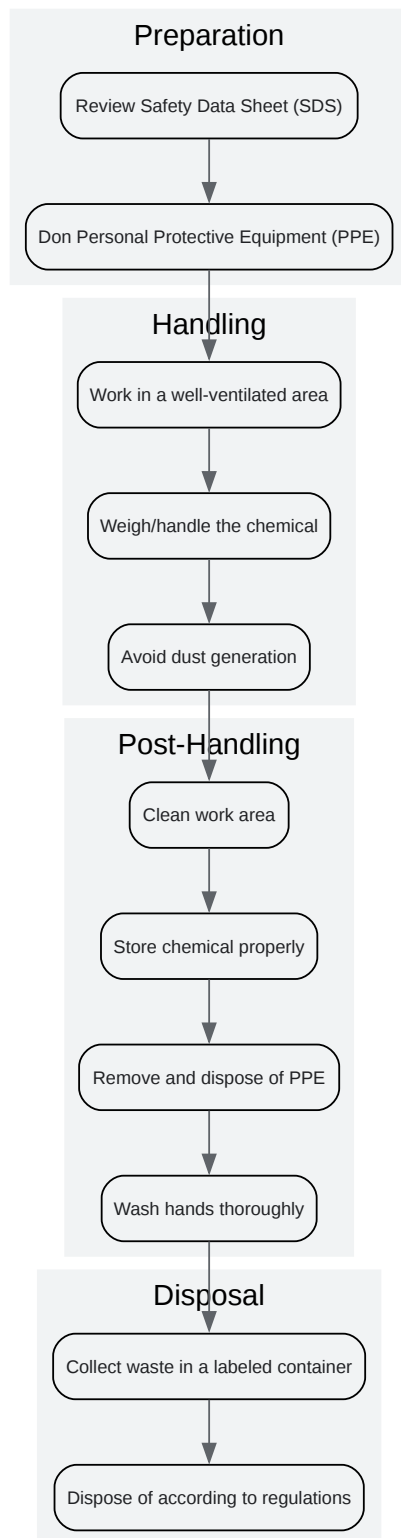 Preparation
Review Safety Data Sheet (SDS)
Don Personal Protective Equipment (PPE)
Handling
Work in a well-ventilated area
Weigh/handle the chemical
Avoid dust generation
Post-Handling
Clean work area
Store chemical properly
Remove and dispose of PPE
Wash hands thoroughly
Disposal
Collect waste in a labeled container
Dispose of according to regulations